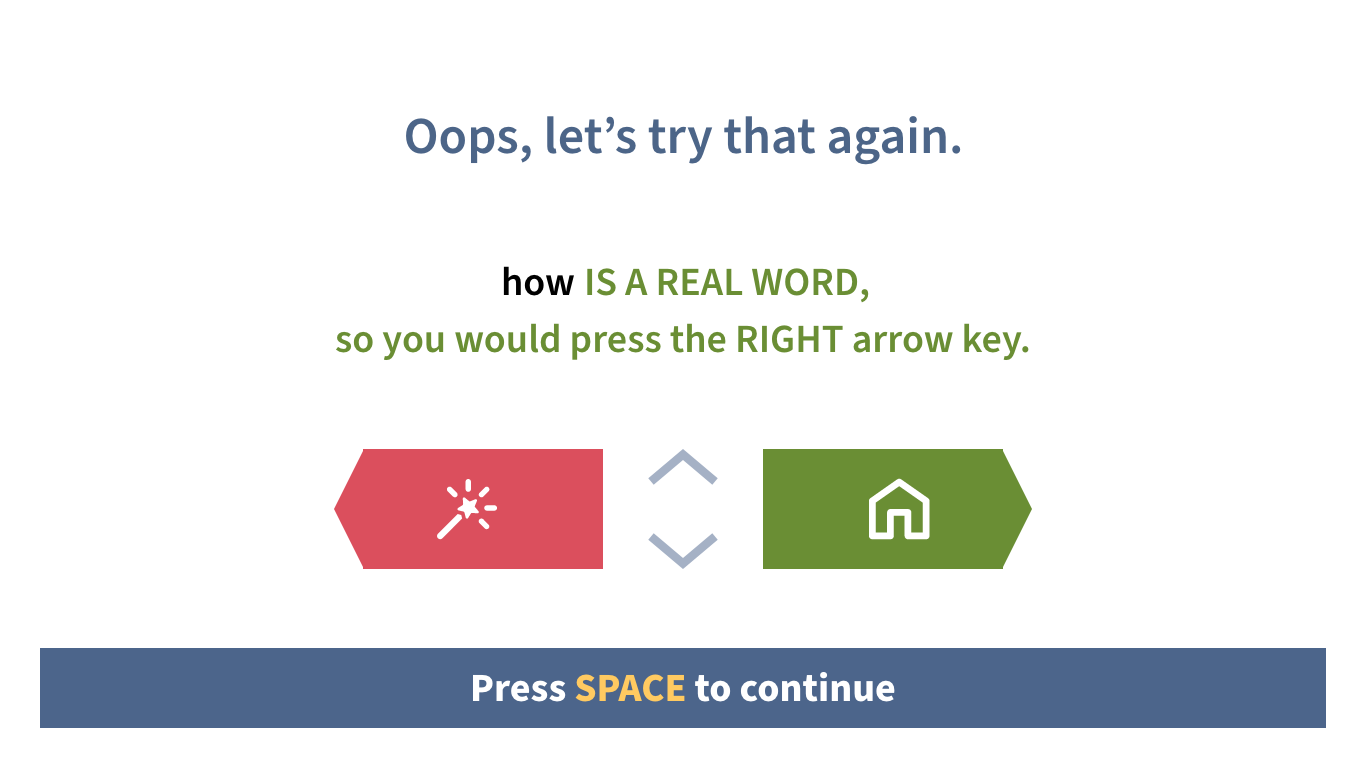 Oops, let’s try that again.
how IS A REAL WORD,
so you would press the RIGHT arrow key.
Press SPACE to continue